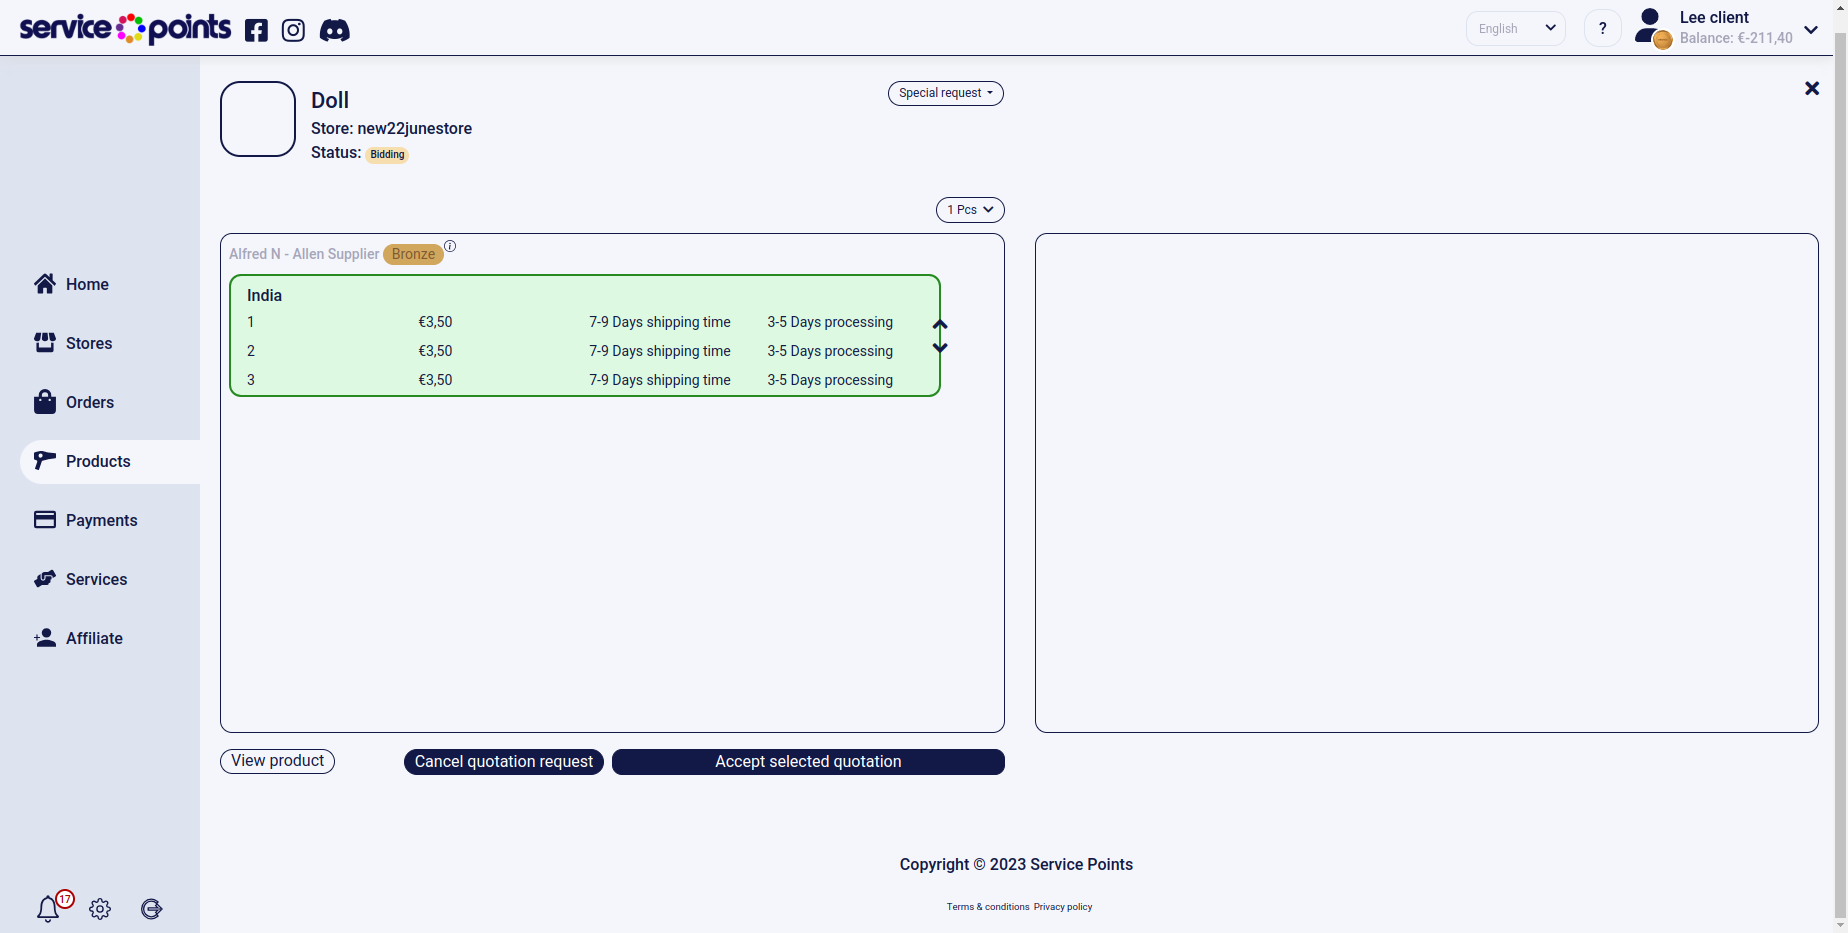 service points
English
?
Lee client
Balance: €-211,40
Doll
Special request
Store: new22junestore
Status: Bidding
1 Pcs
Alfred N - Allen Supplier Bronze i
India
1 €3,50 7-9 Days shipping time 3-5 Days processing
2 €3,50 7-9 Days shipping time 3-5 Days processing
3 €3,50 7-9 Days shipping time 3-5 Days processing
Home
Stores
Orders
Products
Payments
Services
Affiliate
View product
Cancel quotation request
Accept selected quotation
Copyright © 2023 Service Points
Terms & conditions Privacy policy
17